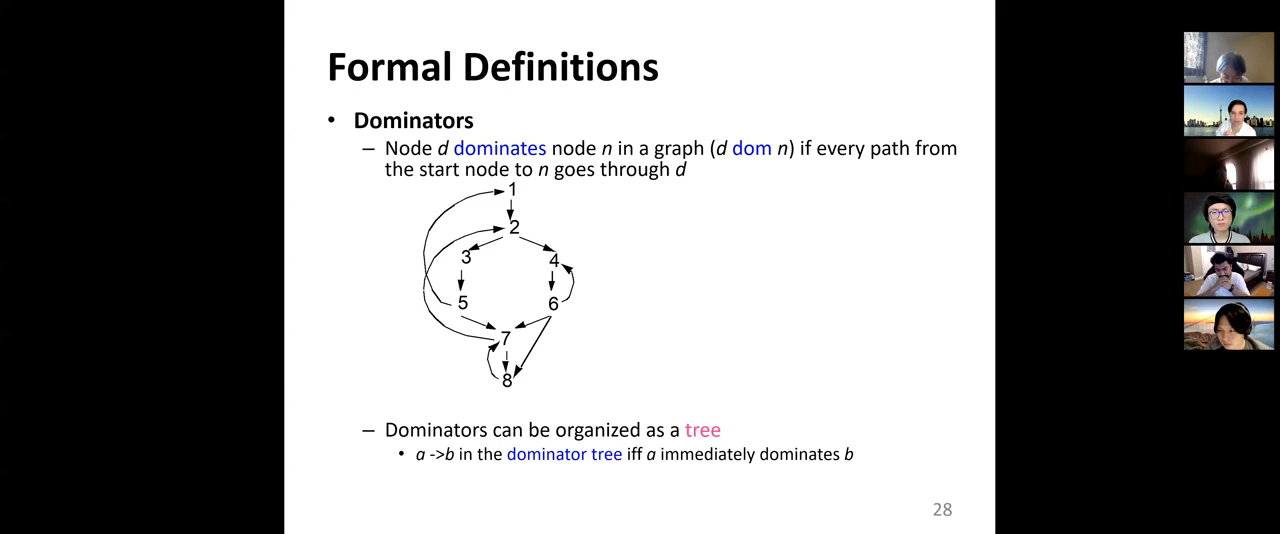 Formal Definitions
• Dominators
– Node d dominates node n in a graph (d dom n) if every path from
the start node to n goes through d
1
2
3 4
5 6
7
8
– Dominators can be organized as a tree
• a ->b in the dominator tree iff a immediately dominates b
28